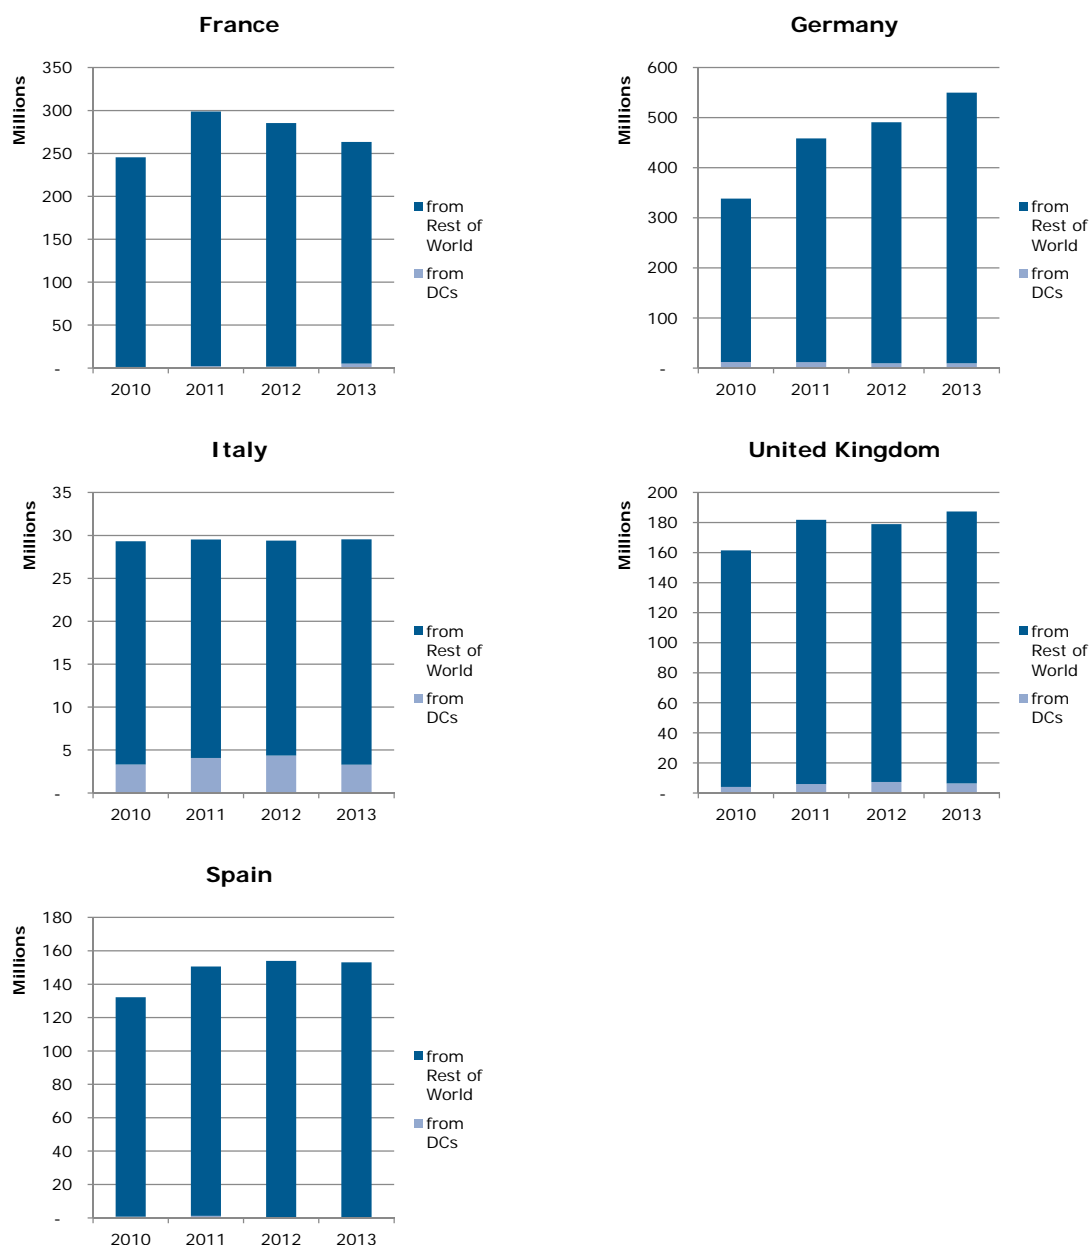 France
Millions
350
300
250
200
150
100
50
-
2010 2011 2012 2013
from
Rest of
World
from
DCs
Germany
Millions
600
500
400
300
200
100
-
2010 2011 2012 2013
from
Rest of
World
from
DCs
Italy
Millions
35
30
25
20
15
10
5
-
2010 2011 2012 2013
from
Rest of
World
from
DCs
United Kingdom
Millions
200
180
160
140
120
100
80
60
40
20
-
2010 2011 2012 2013
from
Rest of
World
from
DCs
Spain
Millions
180
160
140
120
100
80
60
40
20
-
2010 2011 2012 2013
from
Rest of
World
from
DCs